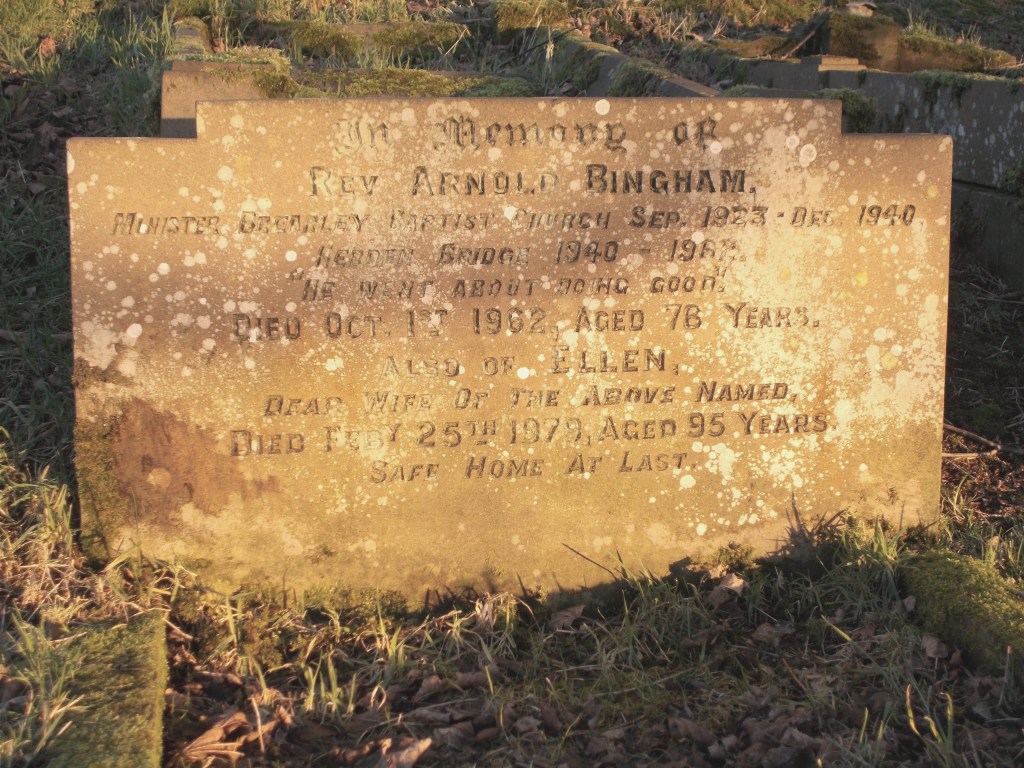 In Memory of
Rev Arnold Bingham,
Minister Brearley Baptist Church Sep. 1923 - Dec. 1940.
Hebden Bridge 1940 - 1962.
"He went about doing good."
Died Oct. 1st 1962, Aged 76 Years.
Also of Ellen,
Dear Wife Of The Above Named,
Died Feby 25th 1979, Aged 95 Years.
Safe Home At Last.